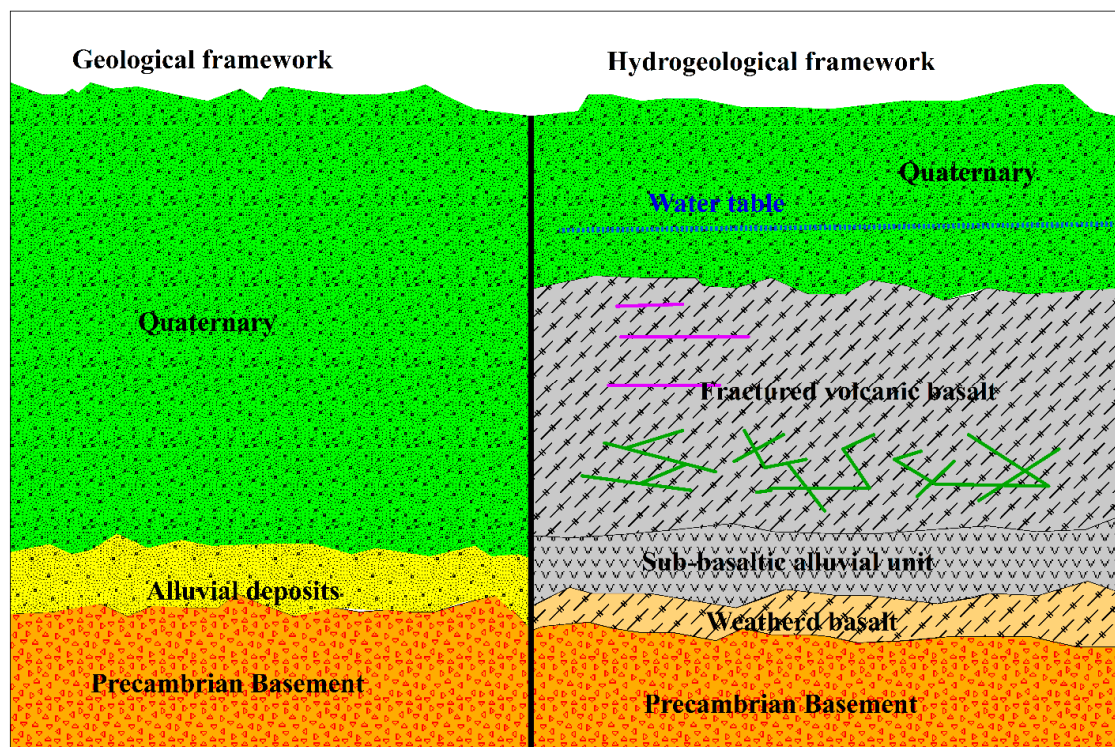 Geological framework
Quaternary
Alluvial deposits
Precambrian Basement
Hydrogeological framework
Quaternary
Water table
Fractured volcanic basalt
Sub-basaltic alluvial unit
Weatherd basalt
Precambrian Basement